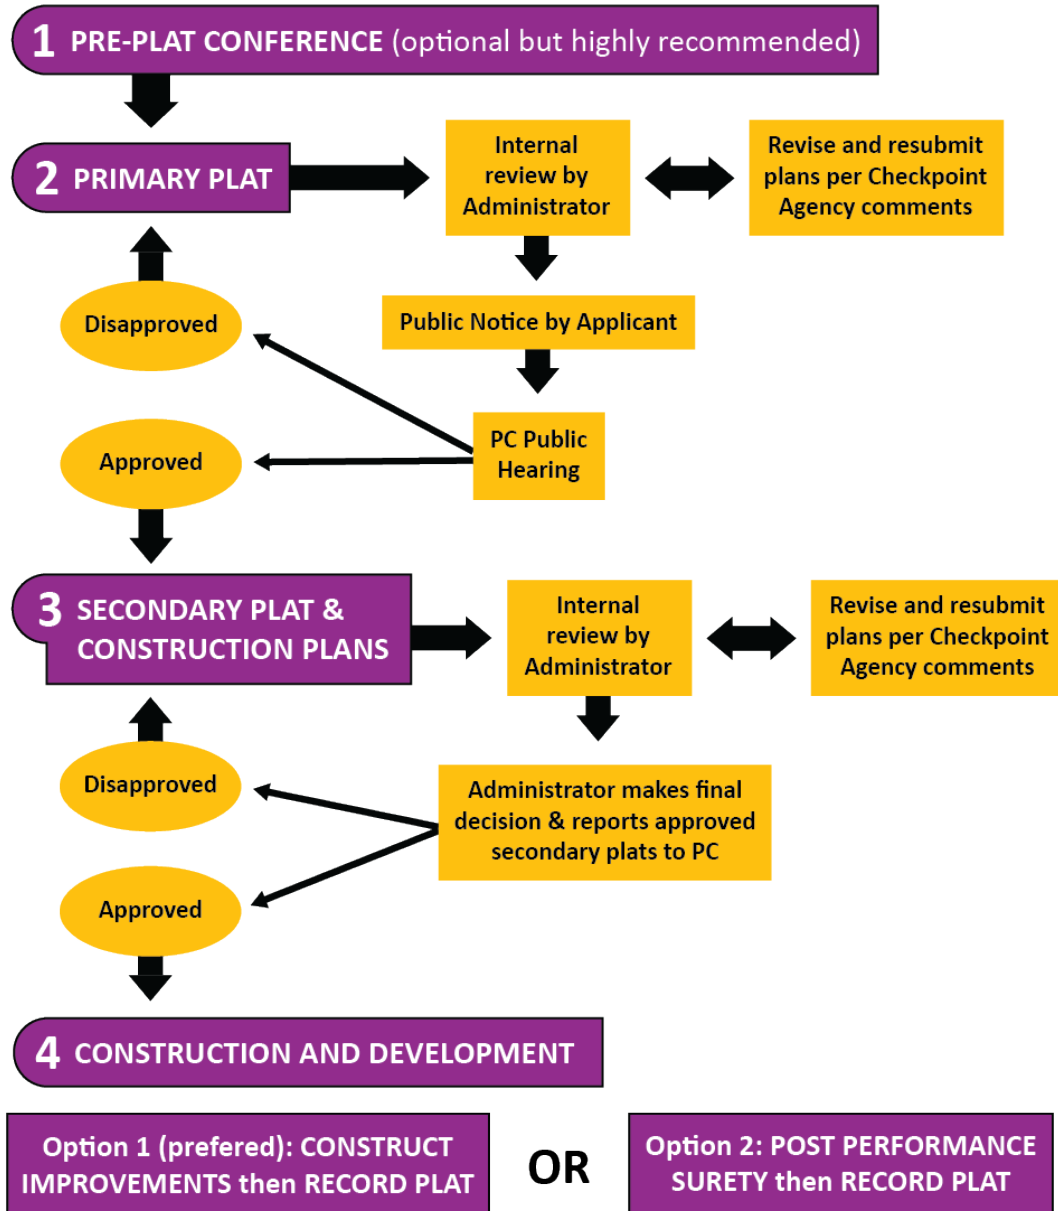 1 PRE-PLAT CONFERENCE (optional but highly recommended)
2 PRIMARY PLAT
Internal
review by
Administrator
Revise and resubmit
plans per Checkpoint
Agency comments
Public Notice by Applicant
Disapproved
PC Public
Hearing
Approved
3 SECONDARY PLAT &
CONSTRUCTION PLANS
Internal
review by
Administrator
Revise and resubmit
plans per Checkpoint
Agency comments
Disapproved
Administrator makes final
decision & reports approved
secondary plats to PC
Approved
4 CONSTRUCTION AND DEVELOPMENT
Option 1 (prefered): CONSTRUCT
IMPROVEMENTS then RECORD PLAT
OR
Option 2: POST PERFORMANCE
SURETY then RECORD PLAT